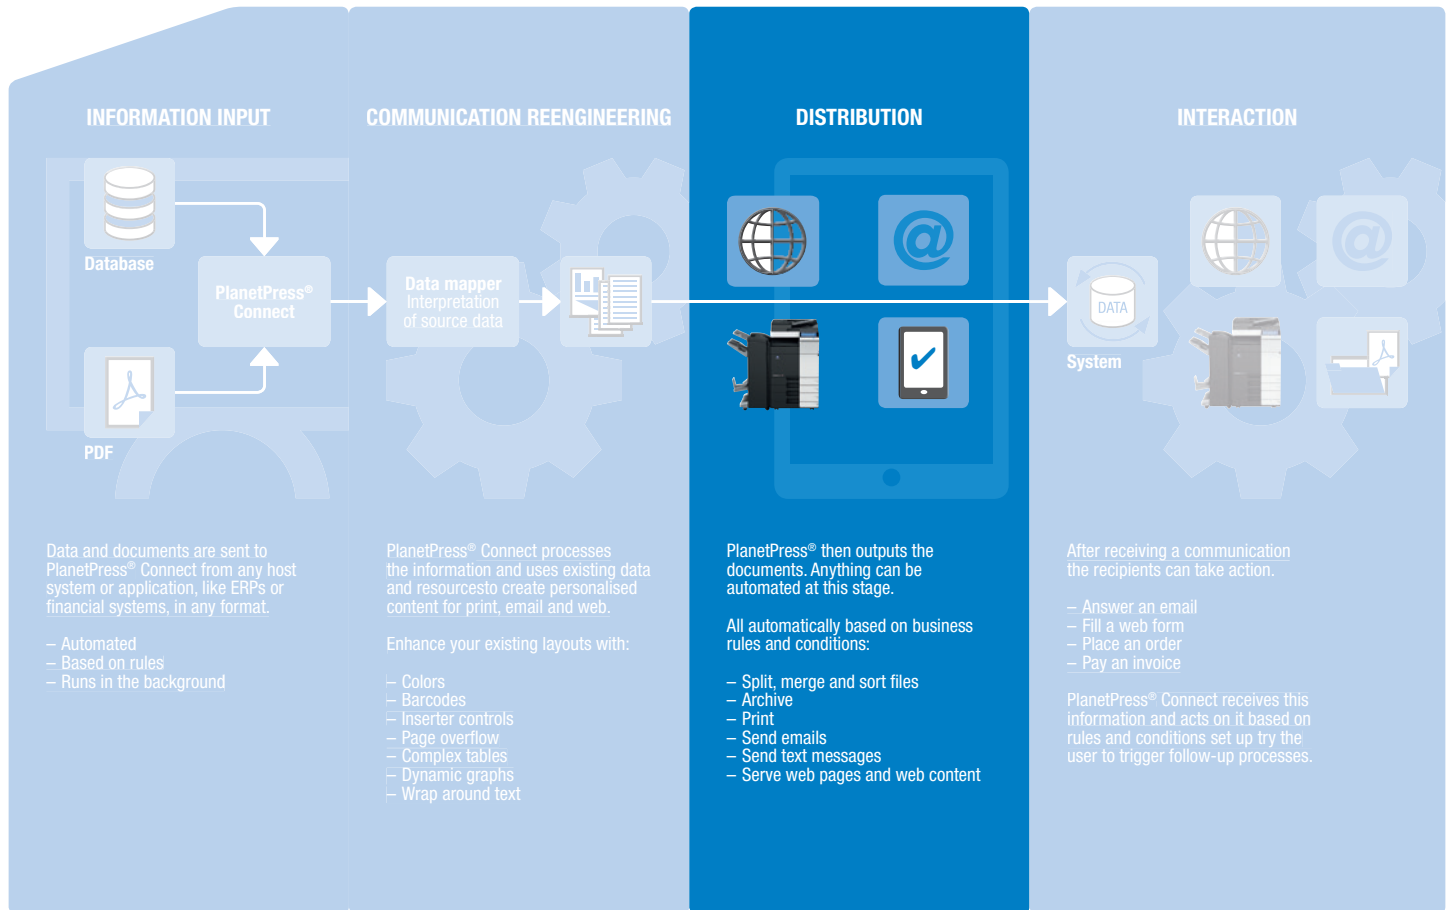 INFORMATION INPUT
Database
PlanetPress®
Connect
PDF
Data and documents are sent to
PlanetPress® Connect from any host
system or application, like ERPs or
financial systems, in any format.
– Automated
– Based on rules
– Runs in the background
COMMUNICATION REENGINEERING
Data mapper
Interpretation
of source data
PlanetPress® Connect processes
the information and uses existing data
and resourcesto create personalised
content for print, email and web.
Enhance your existing layouts with:
– Colors
– Barcodes
– Inserter controls
– Page overflow
– Complex tables
– Dynamic graphs
– Wrap around text
DISTRIBUTION
@
PlanetPress® then outputs the
documents. Anything can be
automated at this stage.
All automatically based on business
rules and conditions:
– Split, merge and sort files
– Archive
– Print
– Send emails
– Send text messages
– Serve web pages and web content
INTERACTION
@
DATA
System
After receiving a communication
the recipients can take action.
– Answer an email
– Fill a web form
– Place an order
– Pay an invoice
PlanetPress® Connect receives this
information and acts on it based on
rules and conditions set up try the
user to trigger follow-up processes.